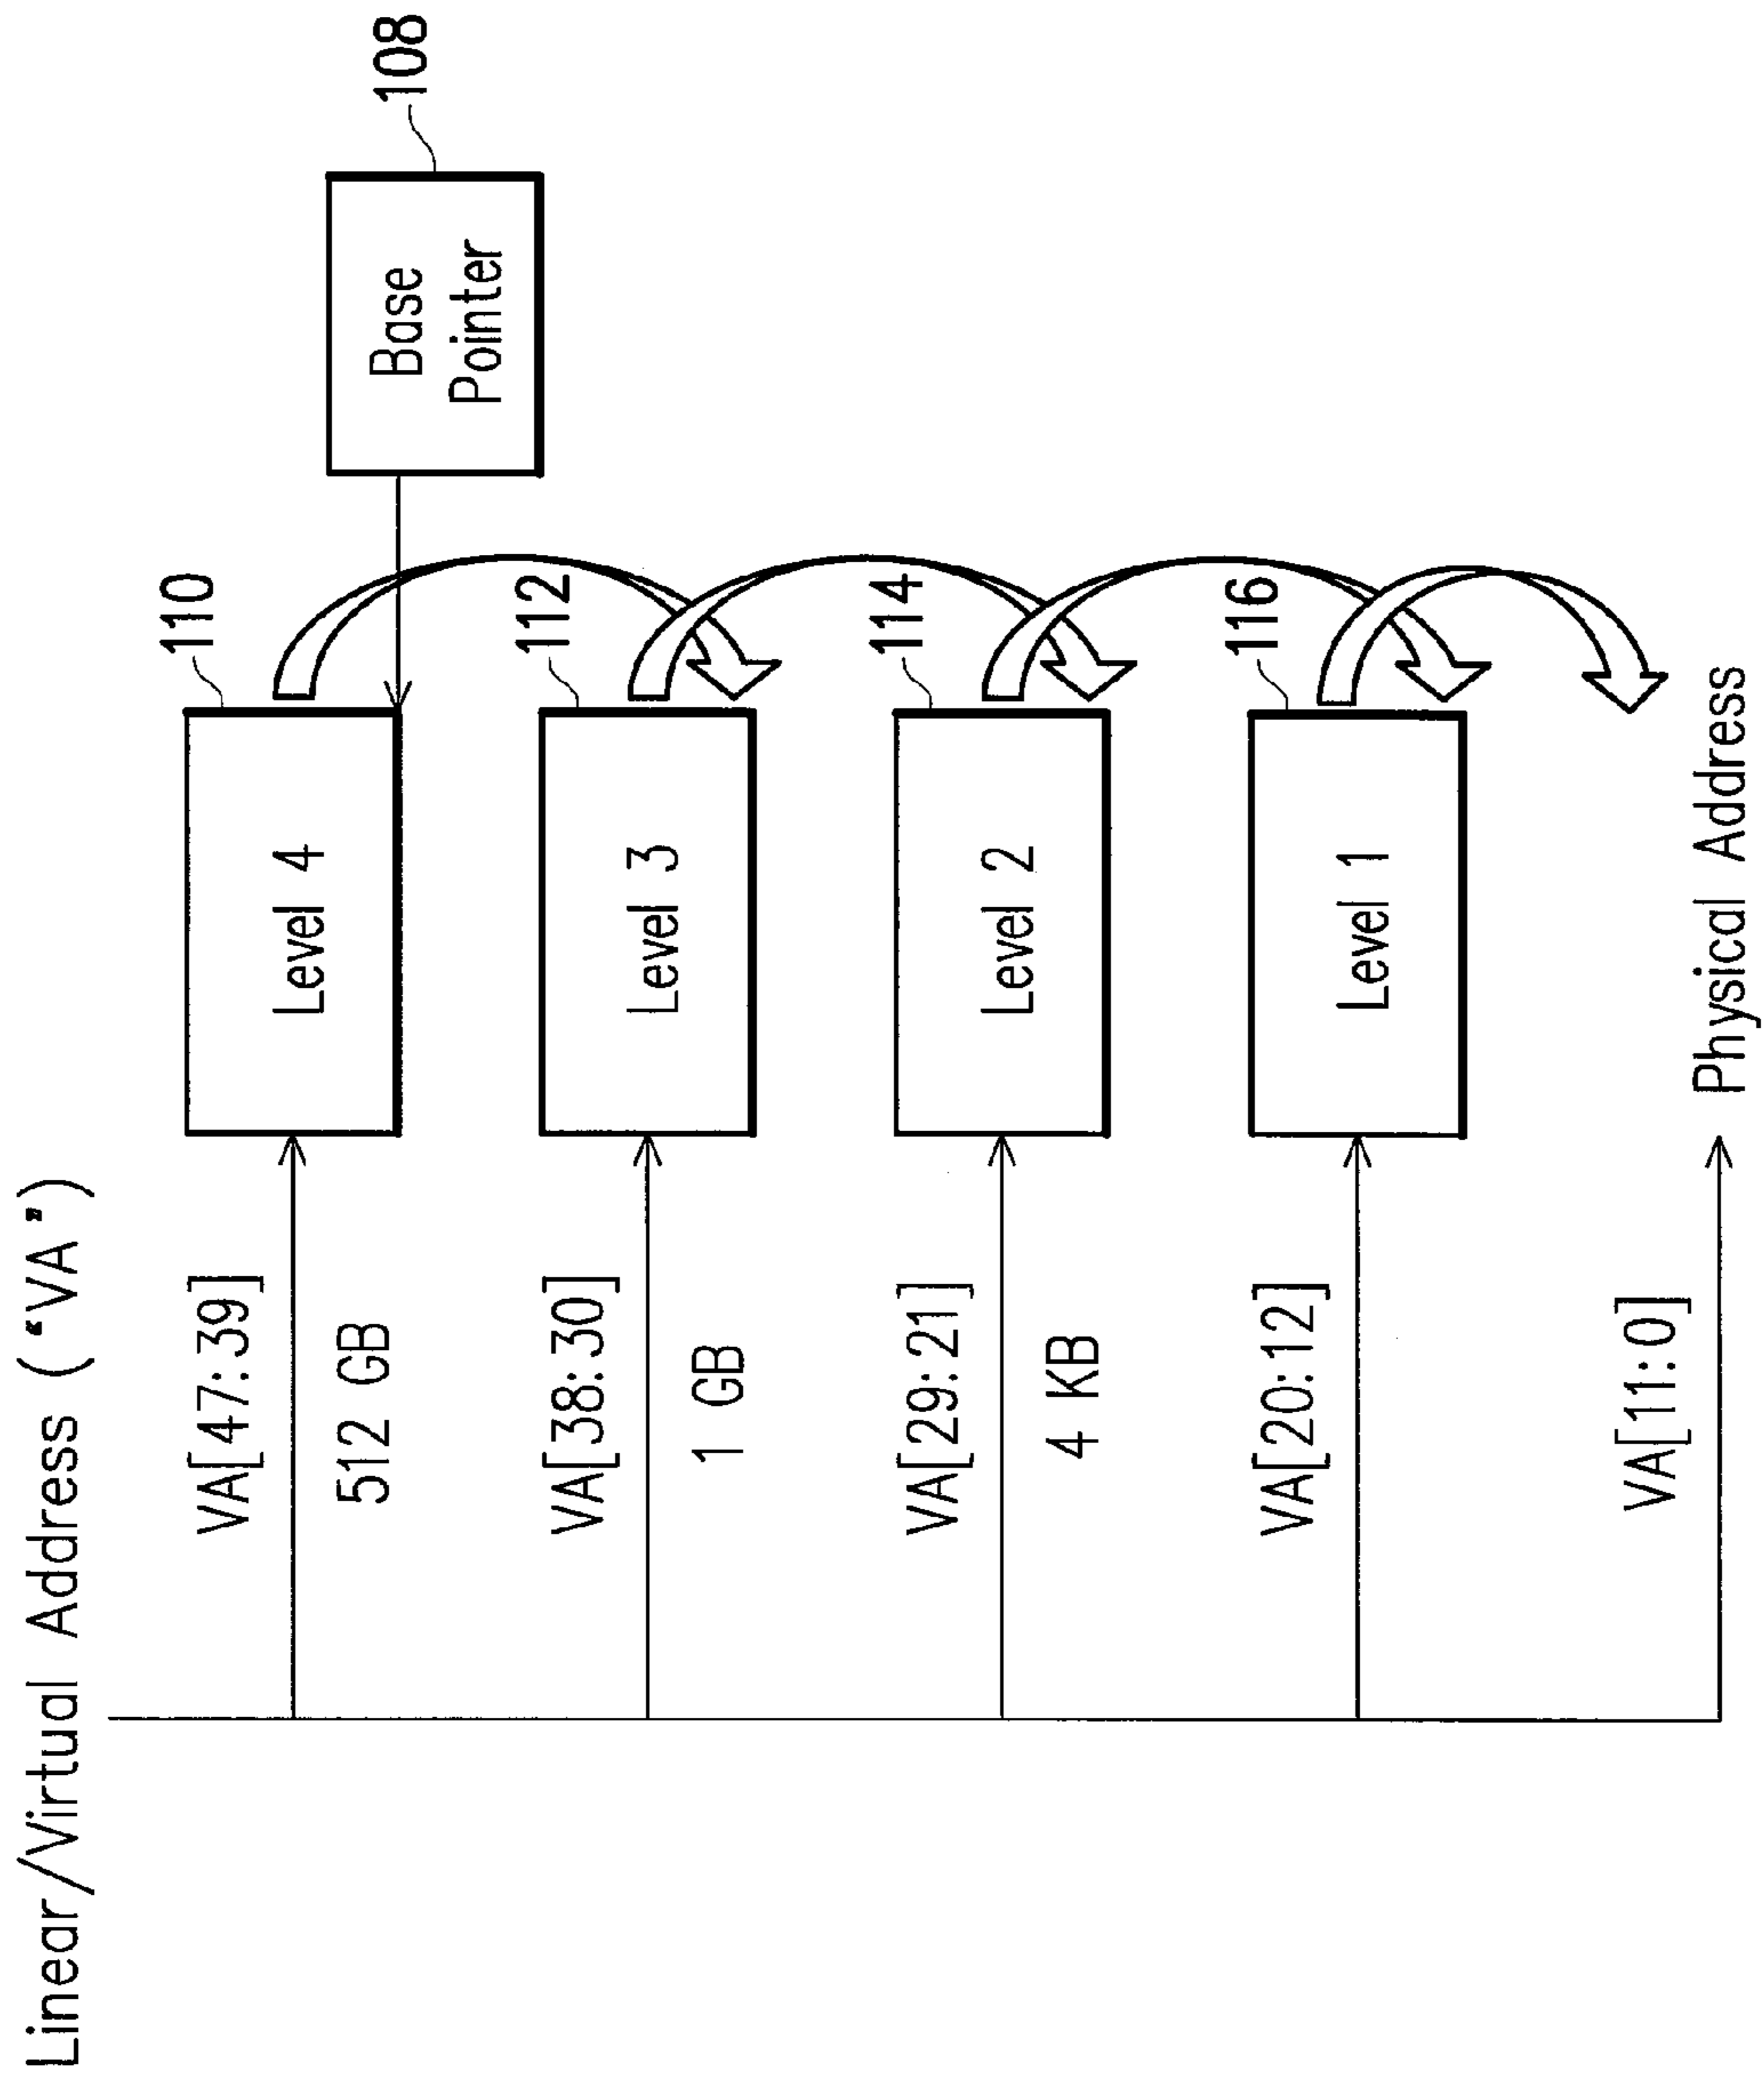 Linear/Virtual Address ("VA")
VA[47:39]
512 GB
Level 4
110
Base
Pointer
108
VA[38:30]
1 GB
Level 3
112
VA[29:21]
4 KB
Level 2
114
VA[20:12]
Level 1
116
VA[11:0]
Physical Address